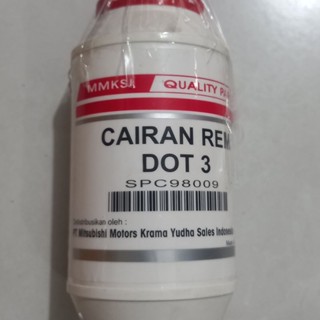 MMKSI QUALITY PA
CAIRAN REM
DOT 3
SPC98009
Didistribusikan oleh :
PT Mitsubishi Motors Krama Yudha Sales Indonesia